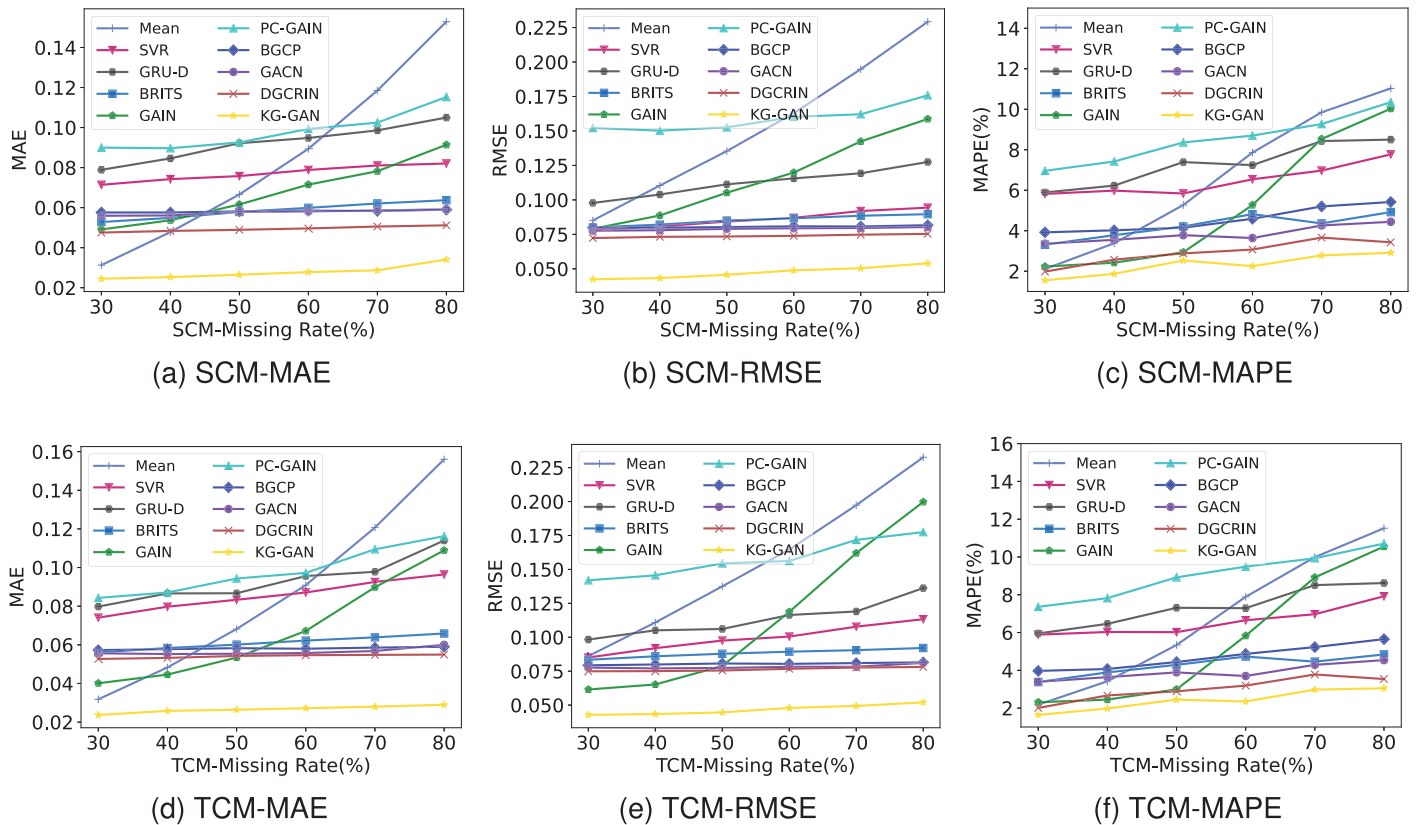 MAE
0.14
0.12
0.10
0.08
0.06
0.04
0.02
Mean
SVR
GRU-D
BRITS
GAIN
PC-GAIN
BGCP
GACN
DGCRIN
KG-GAN
30 40 50 60 70 80
SCM-Missing Rate(%)
(a) SCM-MAE
RMSE
0.225
0.200
0.175
0.150
0.125
0.100
0.075
0.050
Mean
SVR
GRU-D
BRITS
GAIN
PC-GAIN
BGCP
GACN
DGCRIN
KG-GAN
30 40 50 60 70 80
SCM-Missing Rate(%)
(b) SCM-RMSE
MAPE(%)
14
12
10
8
6
4
2
Mean
SVR
GRU-D
BRITS
GAIN
PC-GAIN
BGCP
GACN
DGCRIN
KG-GAN
30 40 50 60 70 80
SCM-Missing Rate(%)
(c) SCM-MAPE
MAE
0.16
0.14
0.12
0.10
0.08
0.06
0.04
0.02
Mean
SVR
GRU-D
BRITS
GAIN
PC-GAIN
BGCP
GACN
DGCRIN
KG-GAN
30 40 50 60 70 80
TCM-Missing Rate(%)
(d) TCM-MAE
RMSE
0.225
0.200
0.175
0.150
0.125
0.100
0.075
0.050
Mean
SVR
GRU-D
BRITS
GAIN
PC-GAIN
BGCP
GACN
DGCRIN
KG-GAN
30 40 50 60 70 80
TCM-Missing Rate(%)
(e) TCM-RMSE
MAPE(%)
16
14
12
10
8
6
4
2
Mean
SVR
GRU-D
BRITS
GAIN
PC-GAIN
BGCP
GACN
DGCRIN
KG-GAN
30 40 50 60 70 80
TCM-Missing Rate(%)
(f) TCM-MAPE